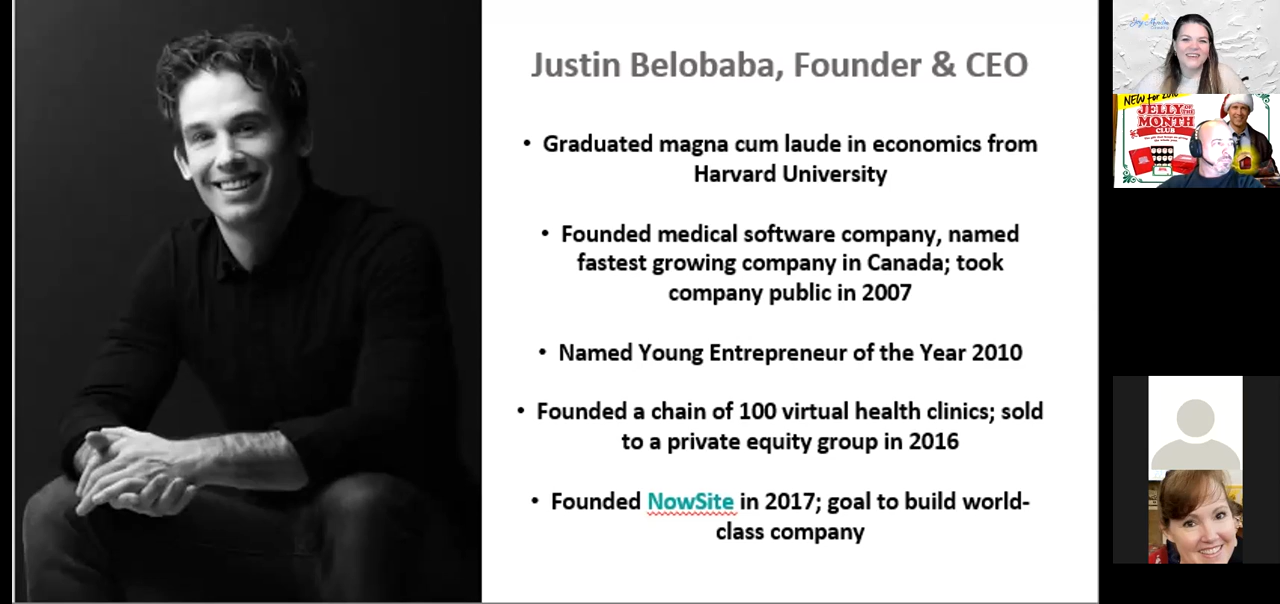 Justin Belobaba, Founder & CEO
• Graduated magna cum laude in economics from
Harvard University
• Founded medical software company, named
fastest growing company in Canada; took
company public in 2007
• Named Young Entrepreneur of the Year 2010
• Founded a chain of 100 virtual health clinics; sold
to a private equity group in 2016
• Founded NowSite in 2017; goal to build world-
class company
NEW for
JELLY
OF THE
MONTH
CLUB